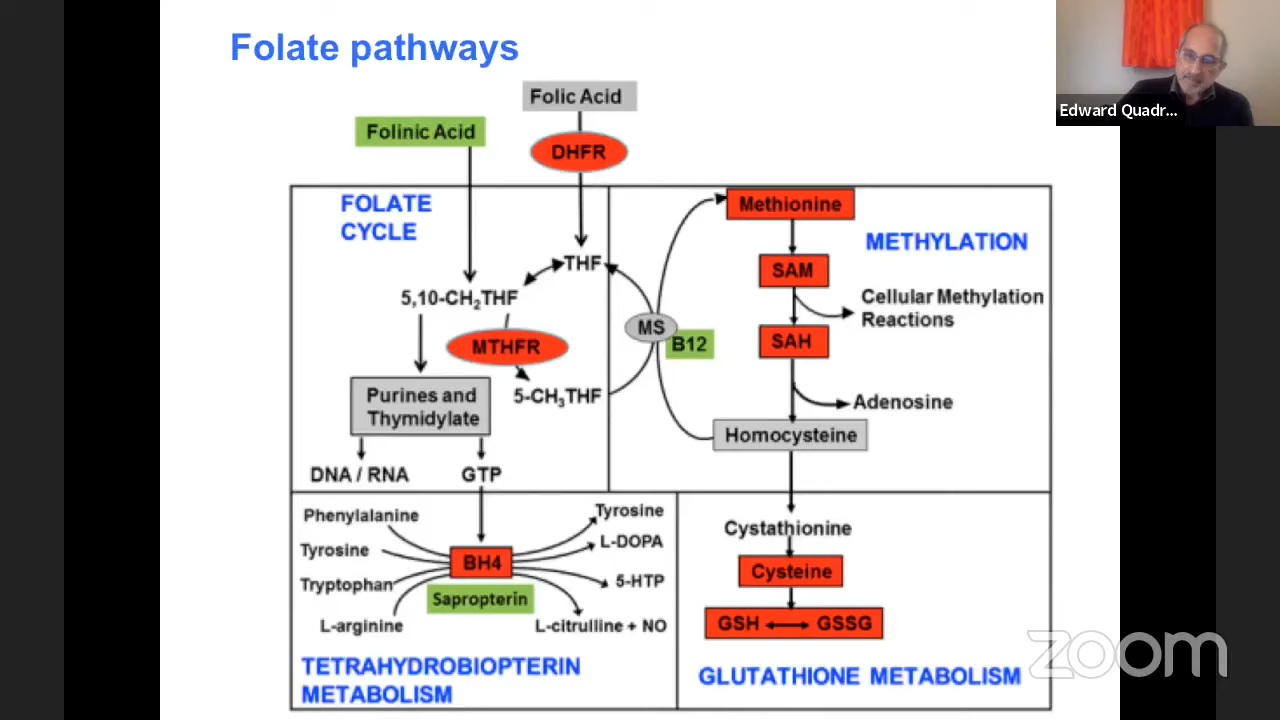 Folate pathways
Edward Quadr...
Folic Acid
Folinic Acid
DHFR
FOLATE
CYCLE
THF
5,10-CH₂THF
MTHFR
5-CH₃THF
Purines and
Thymidylate
DNA / RNA
GTP
METHYLATION
Methionine
SAM
Cellular Methylation
Reactions
SAH
MS
B12
Adenosine
Homocysteine
Phenylalanine
Tyrosine
Tryptophan
L-arginine
BH4
Sapropterin
Tyrosine
L-DOPA
5-HTP
L-citrulline + NO
TETRAHYDROBIOPTERIN
METABOLISM
Cystathionine
Cysteine
GSH
GSSG
GLUTATHIONE METABOLISM
zoom